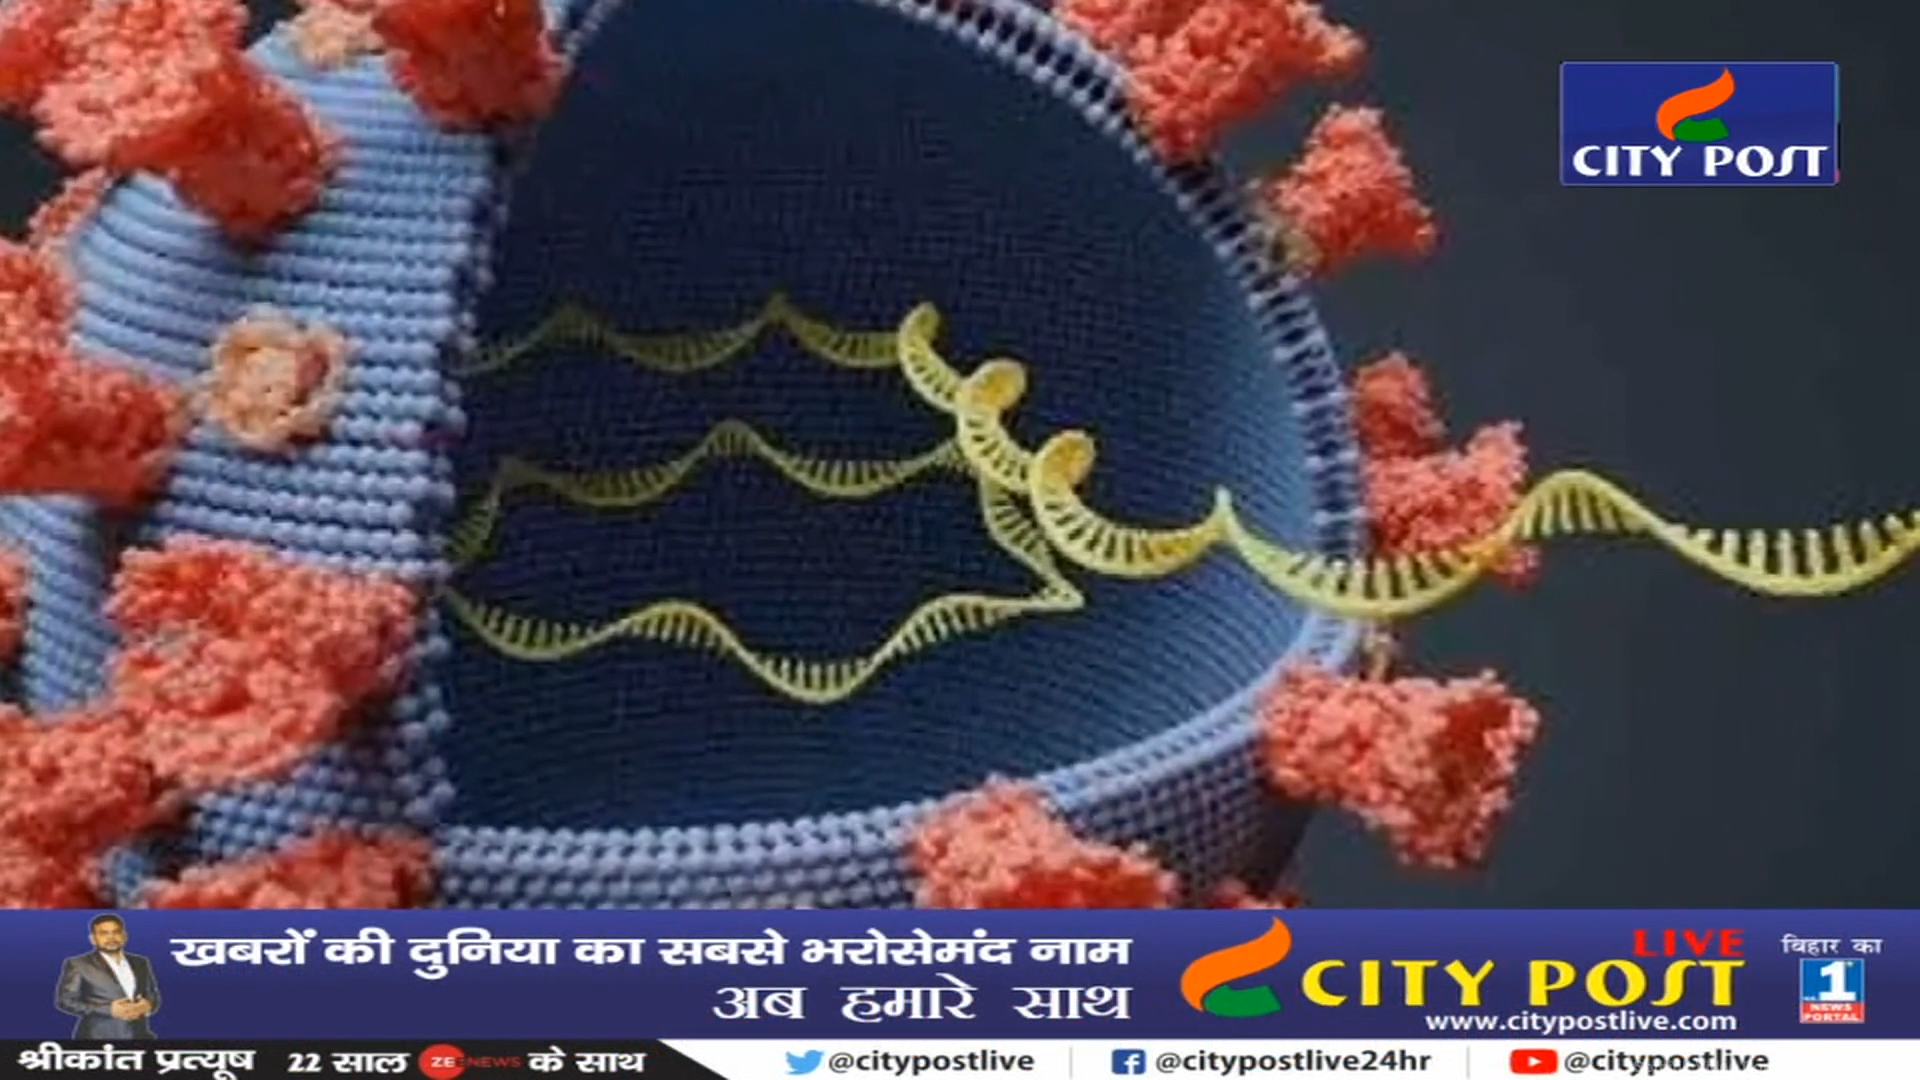 CITY POST
खबरों की दुनिया का सबसे भरोसेमंद नाम
अब हमारे साथ
LIVE
CITY POST
www.citypostlive.com
बिहार का
No. 1
NEWS
PORTAL
श्रीकांत प्रत्यूष 22 साल ZEE NEWS के साथ
@citypostlive
@citypostlive24hr
@citypostlive